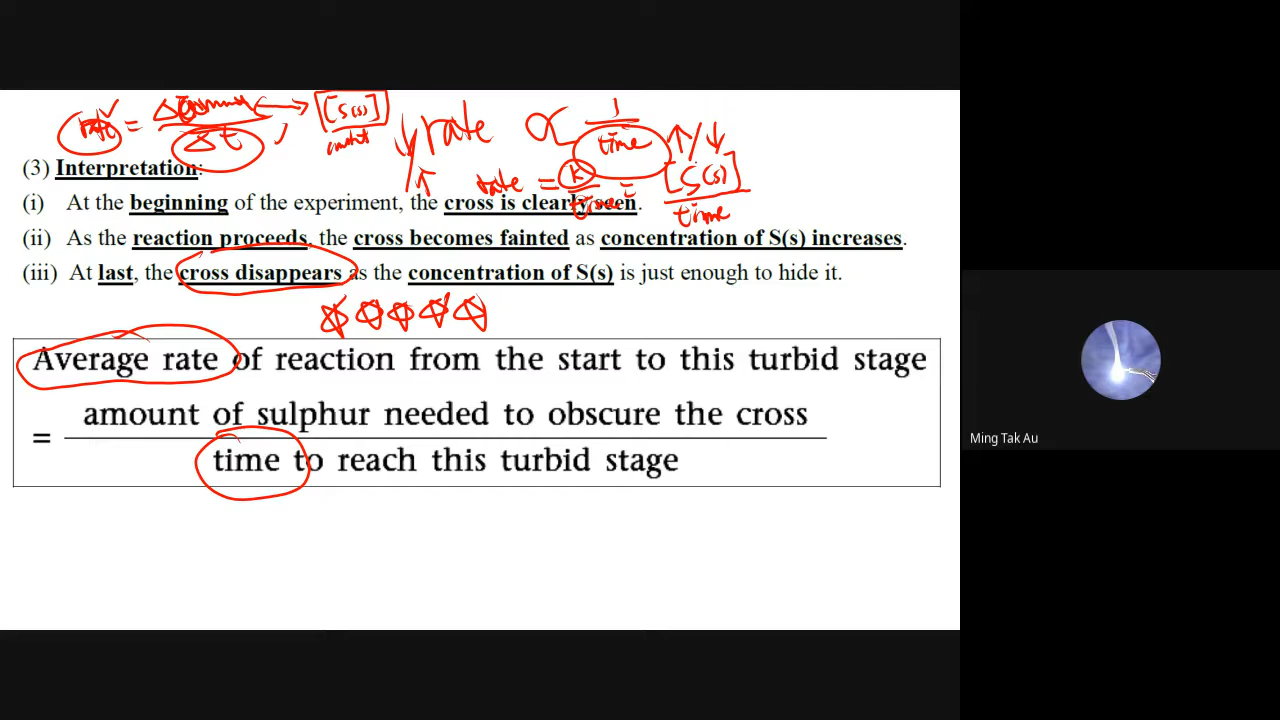 rate = Δ / Δt [S(s)]
rate ∝ 1 / time ↑/↓
rate = k / time = [S(s)] / time
(3) Interpretation:
(i) At the beginning of the experiment, the cross is clearly seen.
(ii) As the reaction proceeds, the cross becomes fainted as concentration of S(s) increases.
(iii) At last, the cross disappears as the concentration of S(s) is just enough to hide it.
Average rate of reaction from the start to this turbid stage
amount of sulphur needed to obscure the cross
=
time to reach this turbid stage
Ming Tak Au